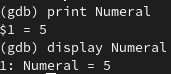 (gdb) print Numeral
$1 = 5
(gdb) display Numeral
1: Numeral = 5